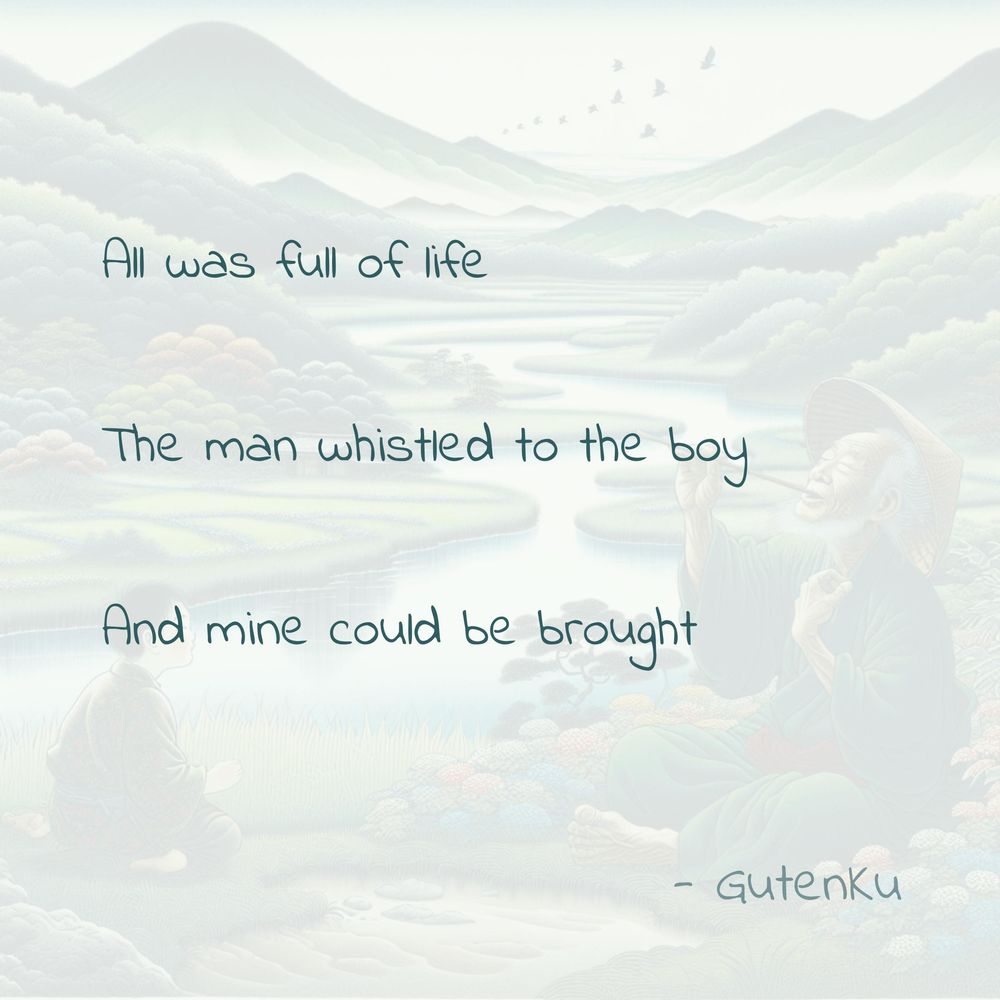 All was full of life
The man whistled to the boy
And mine could be brought
- GutenKu